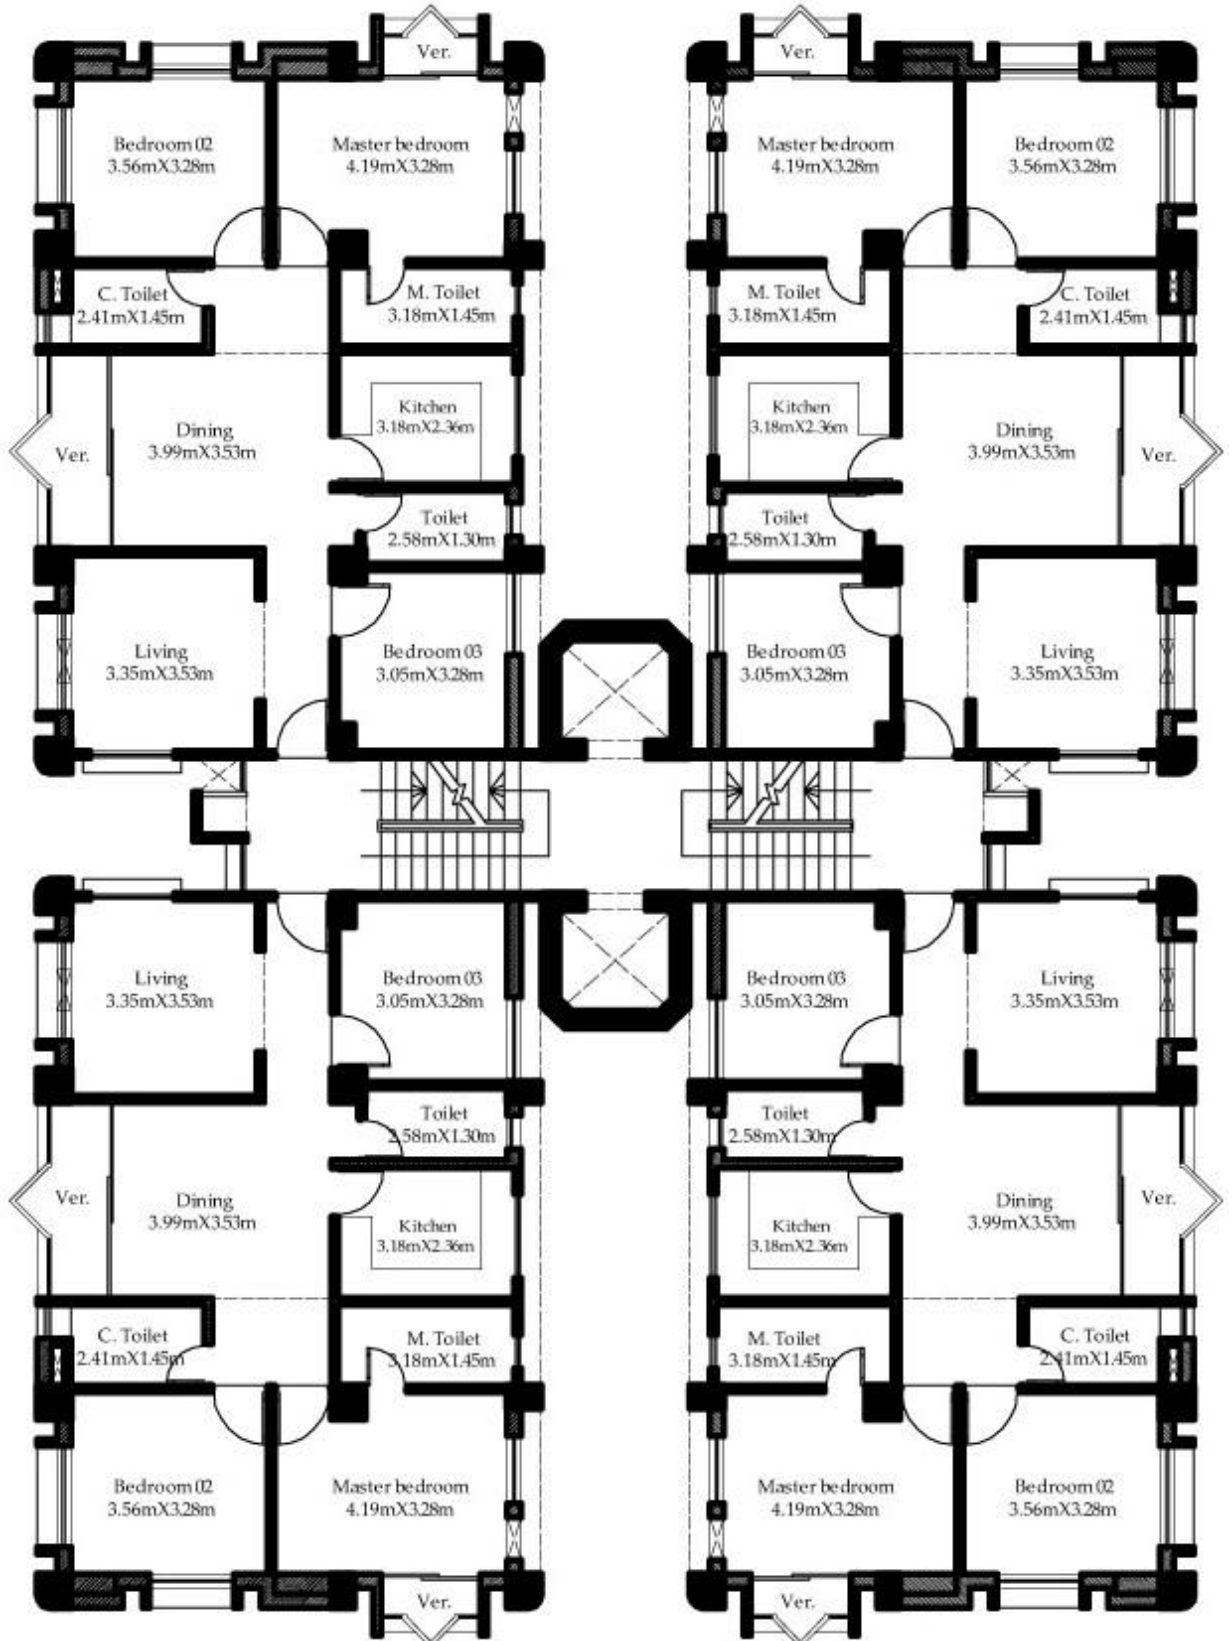 Ver.
Ver.
Bedroom 02
3.56mX3.28m
Master bedroom
4.19mX3.28m
Master bedroom
4.19mX3.28m
Bedroom 02
3.56mX3.28m
C. Toilet
2.41mX1.45m
M. Toilet
3.18mX1.45m
M. Toilet
3.18mX1.45m
C. Toilet
2.41mX1.45m
Ver.
Dining
3.99mX3.53m
Kitchen
3.18mX2.36m
Kitchen
3.18mX2.36m
Dining
3.99mX3.53m
Ver.
Toilet
2.58mX1.30m
Toilet
2.58mX1.30m
Living
3.35mX3.53m
Bedroom 03
3.05mX3.28m
Bedroom 03
3.05mX3.28m
Living
3.35mX3.53m
Living
3.35mX3.53m
Bedroom 03
3.05mX3.28m
Bedroom 03
3.05mX3.28m
Living
3.35mX3.53m
Toilet
2.58mX1.30m
Toilet
2.58mX1.30m
Ver.
Dining
3.99mX3.53m
Kitchen
3.18mX2.36m
Kitchen
3.18mX2.36m
Dining
3.99mX3.53m
Ver.
C. Toilet
2.41mX1.45m
M. Toilet
3.18mX1.45m
M. Toilet
3.18mX1.45m
C. Toilet
2.41mX1.45m
Bedroom 02
3.56mX3.28m
Master bedroom
4.19mX3.28m
Master bedroom
4.19mX3.28m
Bedroom 02
3.56mX3.28m
Ver.
Ver.